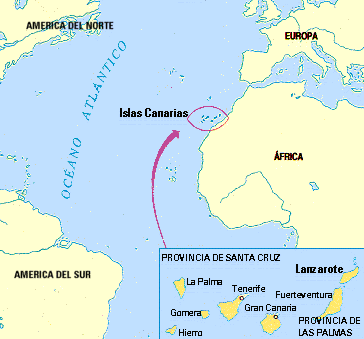 AMERICA DEL NORTE
EUROPA
OCÉANO ATLANTICO
Islas Canarias
ÁFRICA
AMERICA DEL SUR
PROVINCIA DE SANTA CRUZ
La Palma
Tenerife
Lanzarote
Fuerteventura
Gomera
Gran Canaria
Hierro
PROVINCIA DE
LAS PALMAS